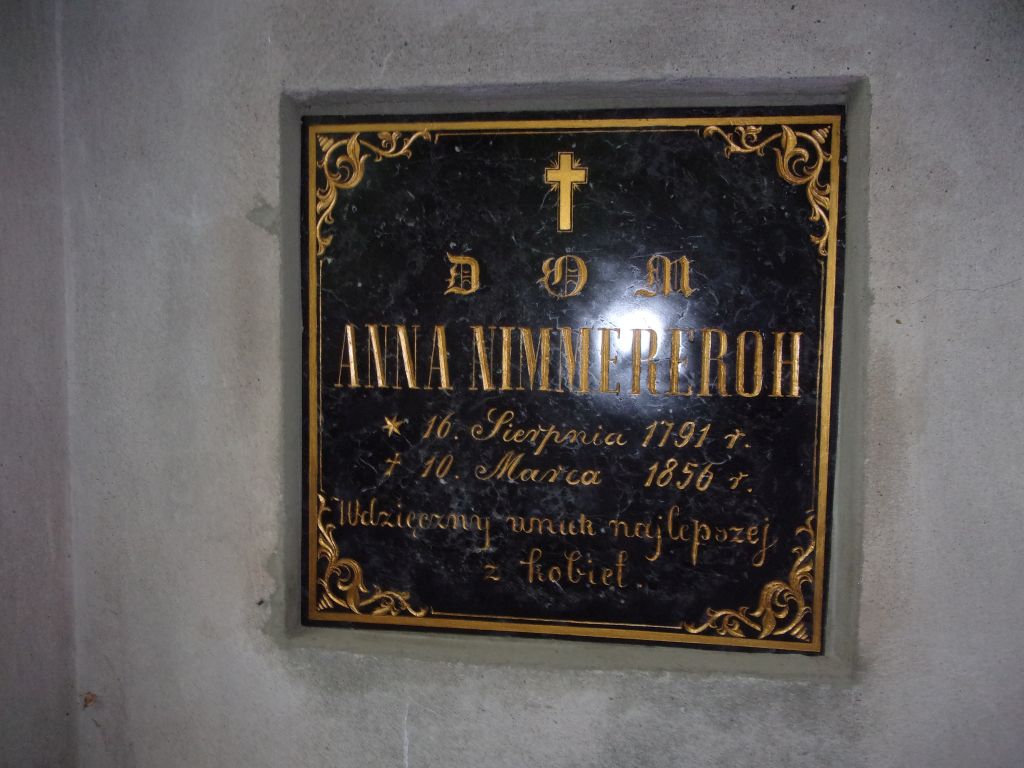 D O M
ANNA NIMMEREROH
* 16. Sierpnia 1791 r.
† 10. Marca 1856 r.
Wdzięczny wnuk najlepszej
z kobiet.